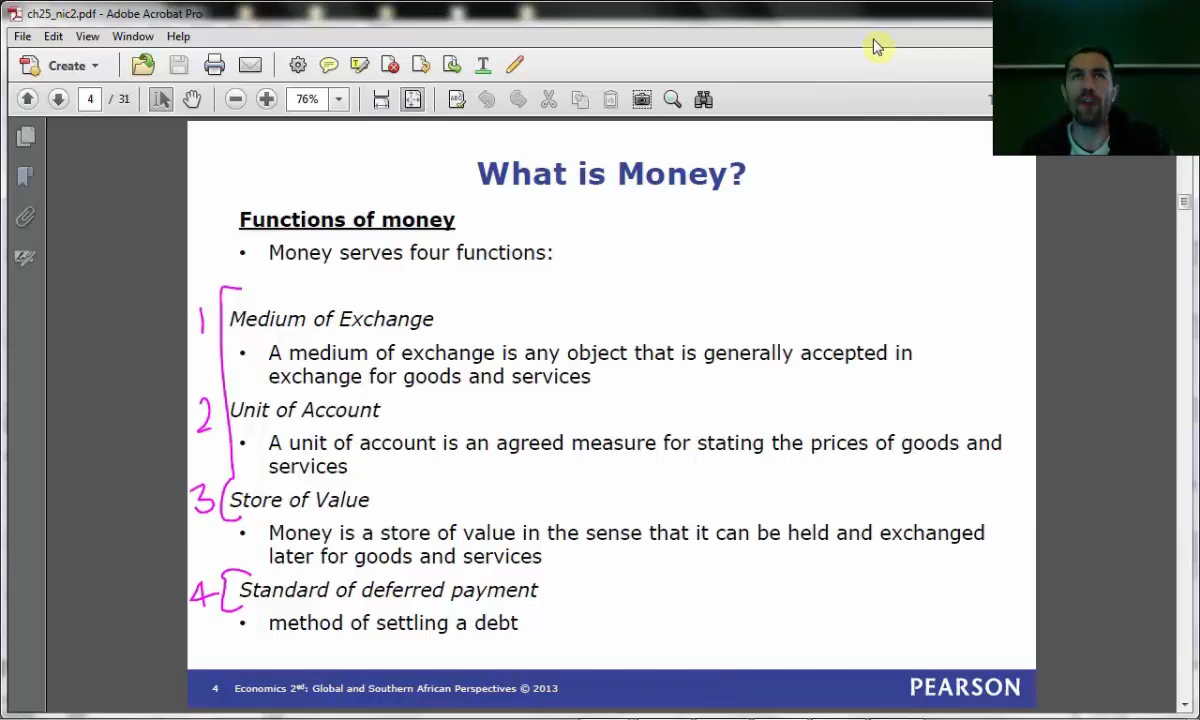 ch25_nic2.pdf - Adobe Acrobat Pro
File Edit View Window Help
Create
4 / 31 76%
What is Money?
Functions of money
• Money serves four functions:
1 Medium of Exchange
• A medium of exchange is any object that is generally accepted in
exchange for goods and services
2 Unit of Account
• A unit of account is an agreed measure for stating the prices of goods and
services
3 Store of Value
• Money is a store of value in the sense that it can be held and exchanged
later for goods and services
4 Standard of deferred payment
• method of settling a debt
4 Economics 2ed: Global and Southern African Perspectives © 2013
PEARSON